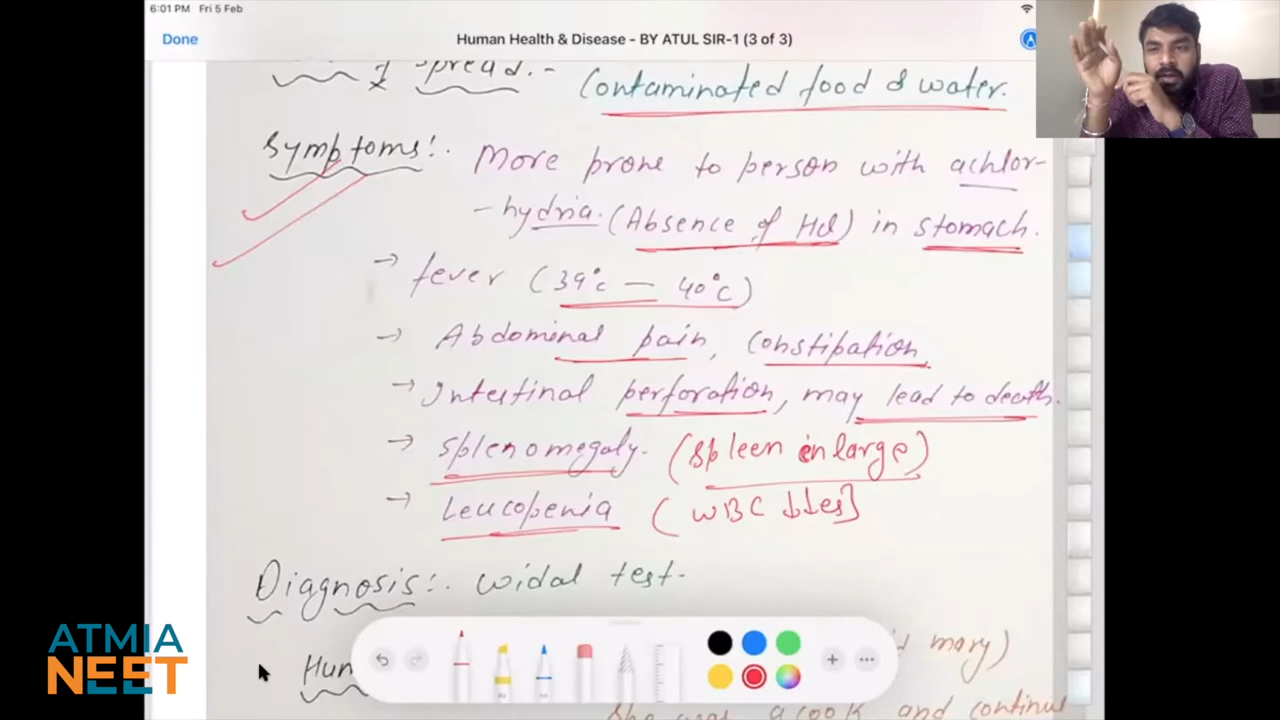 6:01 PM Fri 5 Feb
Done
Human Health & Disease - BY ATUL SIR-1 (3 of 3)
Spread.- Contaminated food & water.
Symptoms:. More prone to person with achlor-
-hydria. (Absence of Hcl) in stomach.
→ fever (39°c — 40°c)
→ Abdominal pain, Constipation
→ Intestinal perforation, may lead to death.
→ Splenomegaly. (Spleen enlarge)
→ Leucopenia (WBC ↓↓es]
Diagnosis:. widal test.
Hum
mary)
She was a cook and continu
ATMIA
NEET